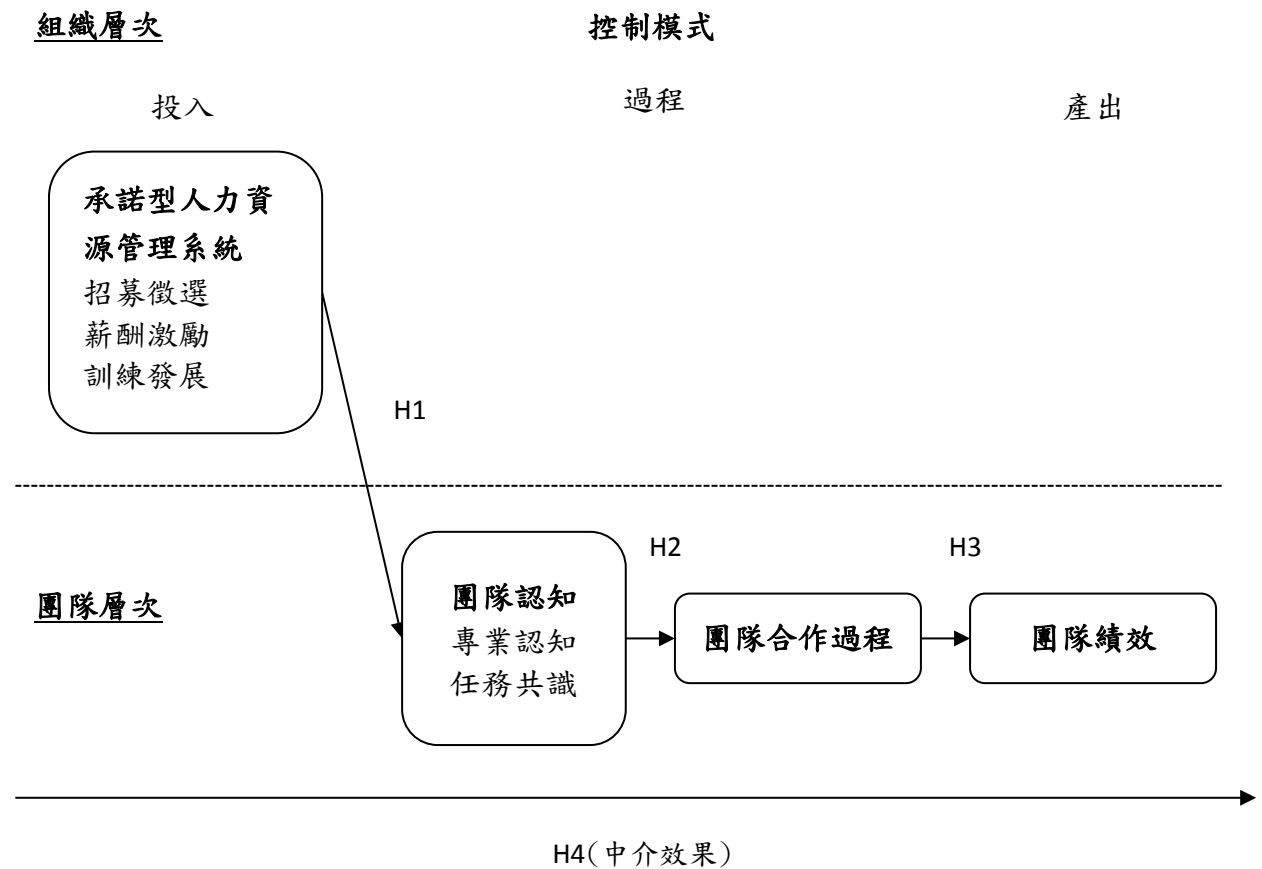 組織層次
控制模式
投入
過程
產出
承諾型人力資
源管理系統
招募徵選
薪酬激勵
訓練發展
H1
團隊層次
團隊認知
專業認知
任務共識
H2
團隊合作過程
H3
團隊績效
H4(中介效果)